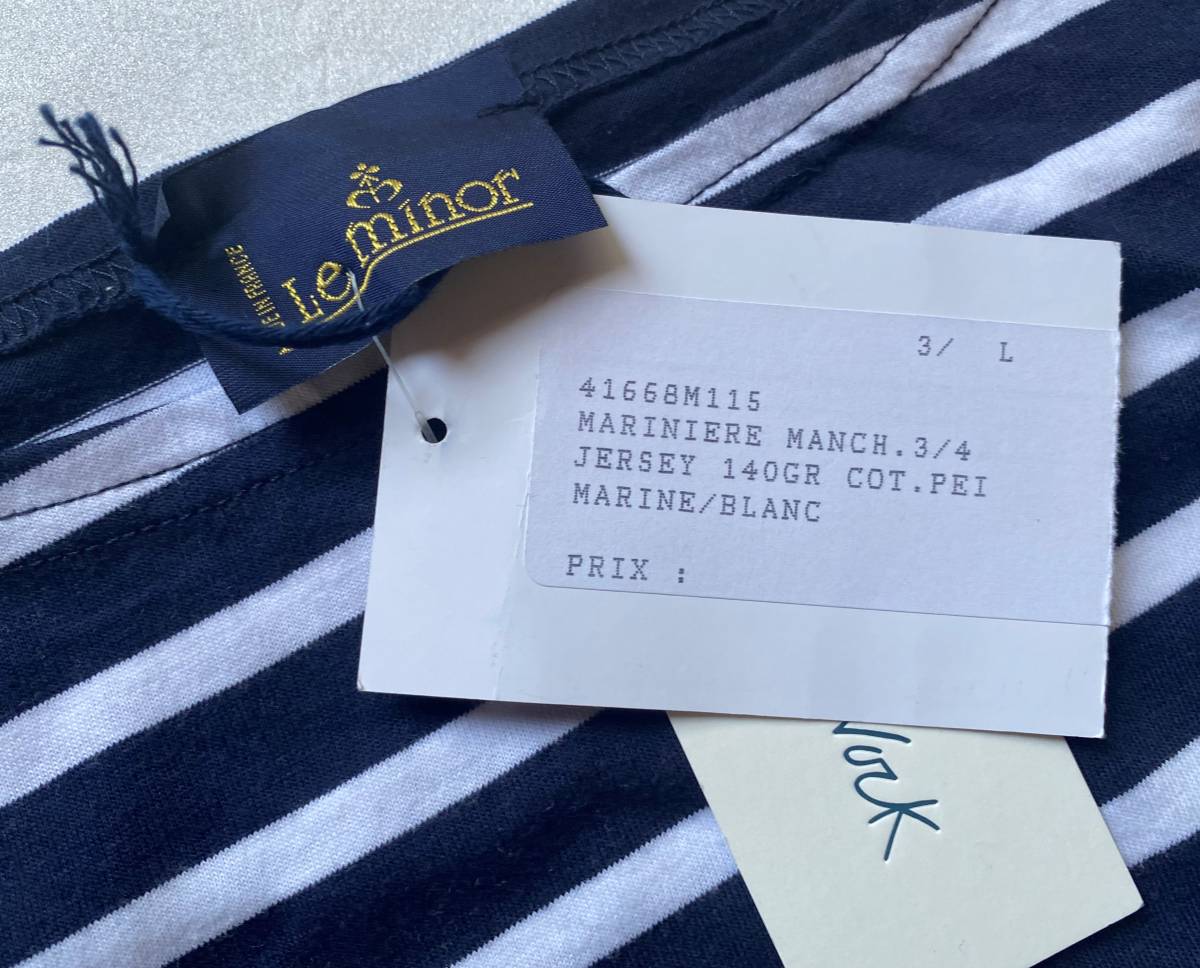 Le minor
3/ L
41668M115
MARINIERE MANCH.3/4
JERSEY 140GR COT.PEI
MARINE/BLANC
PRIX :